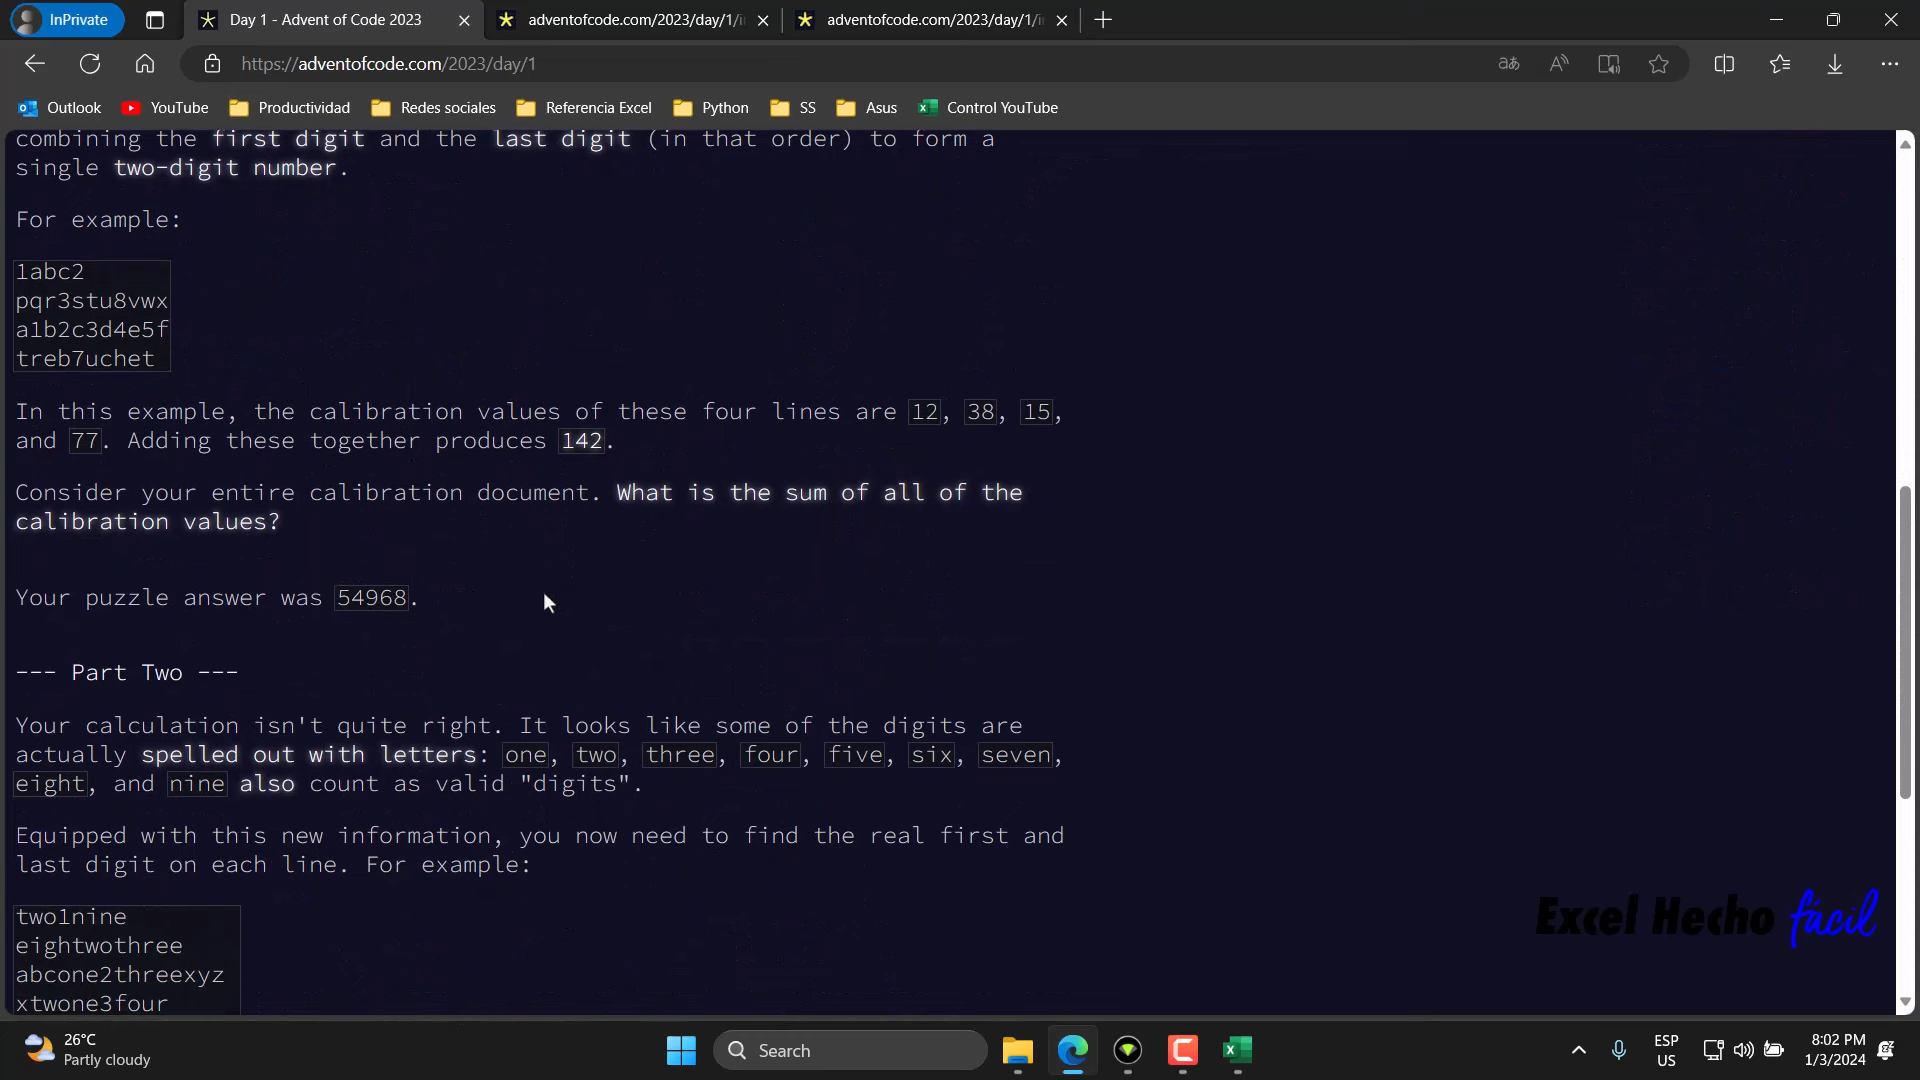 InPrivate
Day 1 - Advent of Code 2023
adventofcode.com/2023/day/1/i
adventofcode.com/2023/day/1/i
https://adventofcode.com/2023/day/1
Outlook
YouTube
Productividad
Redes sociales
Referencia Excel
Python
SS
Asus
Control YouTube
combining the first digit and the last digit (in that order) to form a
single two-digit number.
For example:
1abc2
pqr3stu8vwx
a1b2c3d4e5f
treb7uchet
In this example, the calibration values of these four lines are 12, 38, 15,
and 77. Adding these together produces 142.
Consider your entire calibration document. What is the sum of all of the
calibration values?
Your puzzle answer was 54968.
--- Part Two ---
Your calculation isn't quite right. It looks like some of the digits are
actually spelled out with letters: one, two, three, four, five, six, seven,
eight, and nine also count as valid "digits".
Equipped with this new information, you now need to find the real first and
last digit on each line. For example:
two1nine
eightwothree
abcone2threexyz
xtwone3four
Excel Hecho fácil
26°C
Partly cloudy
Search
ESP
US
8:02 PM
1/3/2024